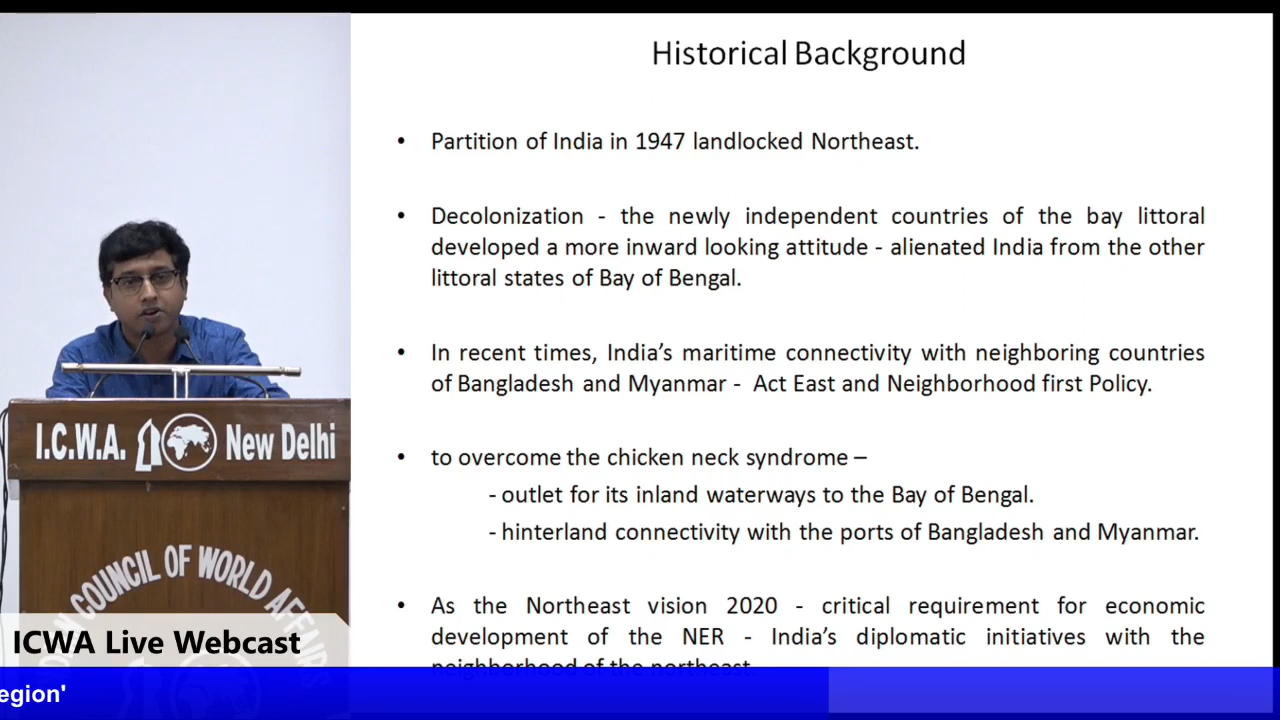 Historical Background
• Partition of India in 1947 landlocked Northeast.
• Decolonization - the newly independent countries of the bay littoral
developed a more inward looking attitude - alienated India from the other
littoral states of Bay of Bengal.
• In recent times, India’s maritime connectivity with neighboring countries
of Bangladesh and Myanmar - Act East and Neighborhood first Policy.
• to overcome the chicken neck syndrome –
- outlet for its inland waterways to the Bay of Bengal.
- hinterland connectivity with the ports of Bangladesh and Myanmar.
• As the Northeast vision 2020 - critical requirement for economic
development of the NER - India’s diplomatic initiatives with the
neighborhood of the northeast.
I.C.W.A. New Delhi
COUNCIL OF WORLD AFFAIRS
ICWA Live Webcast
egion'